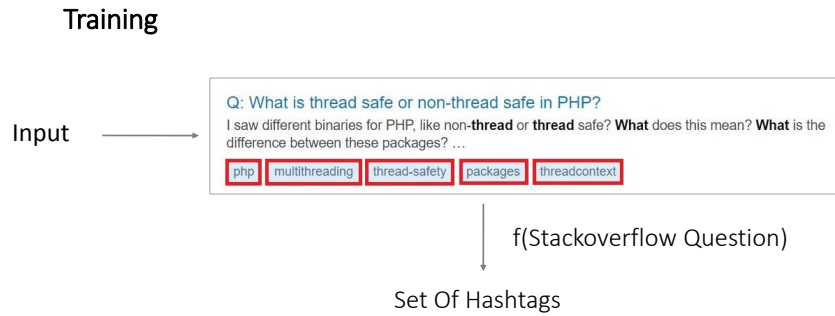 Training
Input
Q: What is thread safe or non-thread safe in PHP?
I saw different binaries for PHP, like non-thread or thread safe? What does this mean? What is the
difference between these packages? ...
php multithreading thread-safety packages threadcontext
f(Stackoverflow Question)
Set Of Hashtags